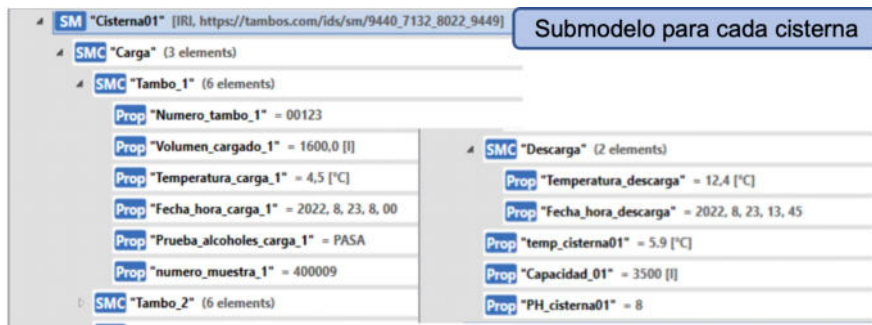 SM "Cisterna01" [IRI, https://tambos.com/ids/sm/9440_7132_8022_9449]
Submodelo para cada cisterna
SMC "Carga" (3 elements)
SMC "Tambo_1" (6 elements)
Prop "Numero_tambo_1" = 00123
Prop "Volumen_cargado_1" = 1600,0 [l]
Prop "Temperatura_carga_1" = 4,5 [°C]
Prop "Fecha_hora_carga_1" = 2022, 8, 23, 8, 00
Prop "Prueba_alcoholes_carga_1" = PASA
Prop "numero_muestra_1" = 400009
SMC "Tambo_2" (6 elements)
SMC "Descarga" (2 elements)
Prop "Temperatura_descarga" = 12,4 [°C]
Prop "Fecha_hora_descarga" = 2022, 8, 23, 13, 45
Prop "temp_cisterna01" = 5.9 [°C]
Prop "Capacidad_01" = 3500 [l]
Prop "PH_cisterna01" = 8